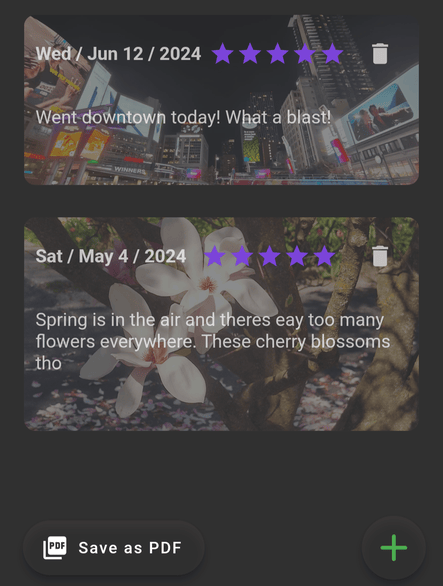 Wed / Jun 12 / 2024
Went downtown today! What a blast!
WINNERS
Sat / May 4 / 2024
Spring is in the air and theres eay too many
flowers everywhere. These cherry blossoms
tho
PDF Save as PDF